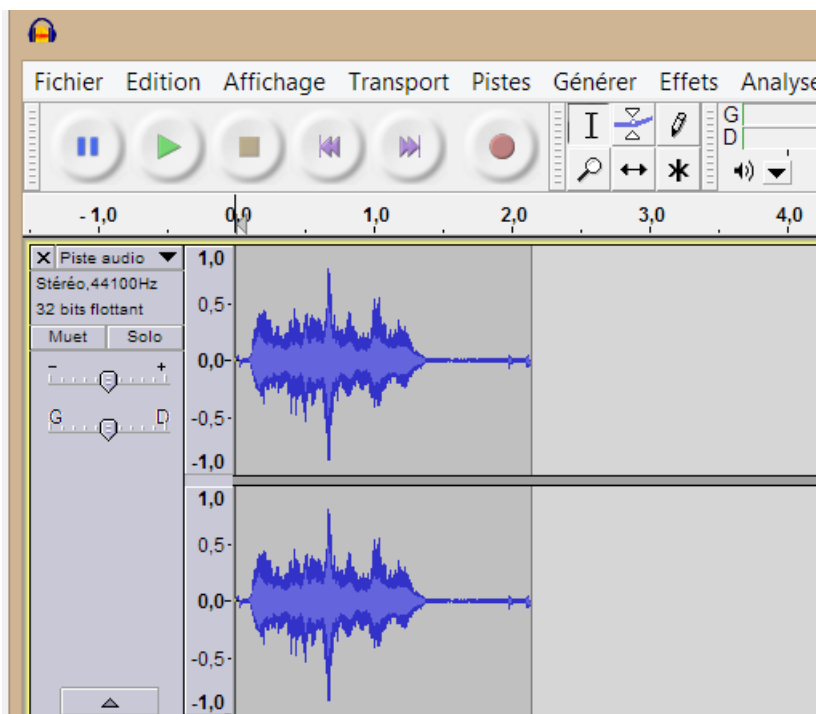 Fichier Edition Affichage Transport Pistes Générer Effets Analyse
G
D
- 1,0 0,0 1,0 2,0 3,0 4,0
X Piste audio
Stéréo,44100Hz
32 bits flottant
Muet Solo
- +
G D
1,0
0,5-
0,0-
-0,5-
-1,0
1,0
0,5-
0,0-
-0,5-
-1,0